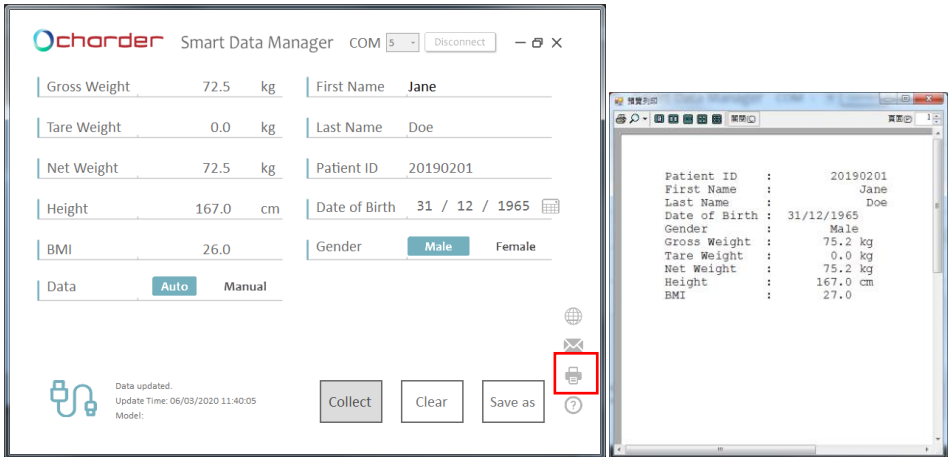 charder Smart Data Manager COM 5 Disconnect
Gross Weight 72.5 kg First Name Jane
Tare Weight 0.0 kg Last Name Doe
Net Weight 72.5 kg Patient ID 20190201
Height 167.0 cm Date of Birth 31 / 12 / 1965
BMI 26.0 Gender Male Female
Data Auto Manual
Data updated.
Update Time: 06/03/2020 11:40:05
Model:
Collect Clear Save as
預覽列印
關閉(C) 頁面(P) 1
Patient ID : 20190201
First Name : Jane
Last Name : Doe
Date of Birth : 31/12/1965
Gender : Male
Gross Weight : 75.2 kg
Tare Weight : 0.0 kg
Net Weight : 75.2 kg
Height : 167.0 cm
BMI : 27.0